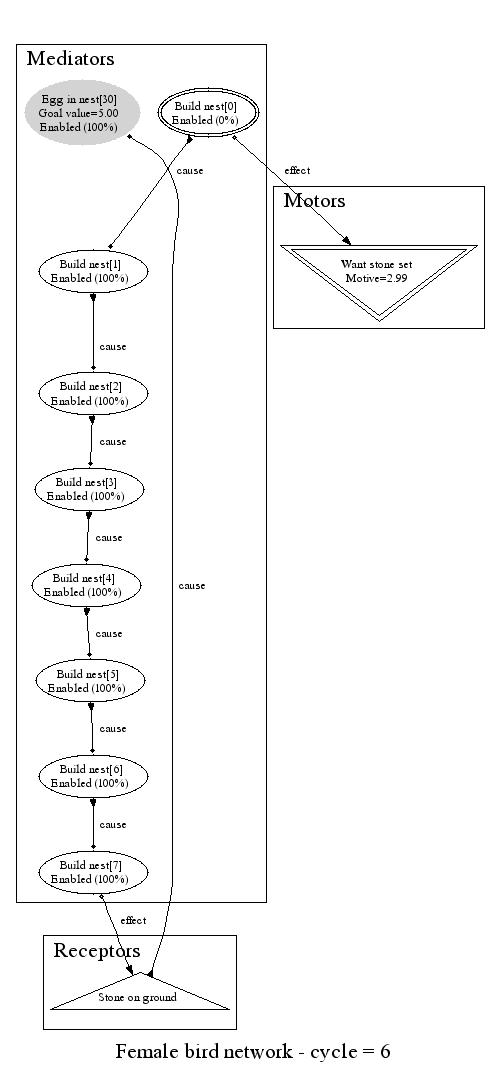 Mediators
Egg in nest[30]
Goal value=5.00
Enabled (100%)
Build nest[0]
Enabled (0%)
cause
effect
Motors
Want stone set
Motive=2.99
Build nest[1]
Enabled (100%)
cause
Build nest[2]
Enabled (100%)
cause
Build nest[3]
Enabled (100%)
cause
Build nest[4]
Enabled (100%)
cause
cause
Build nest[5]
Enabled (100%)
cause
Build nest[6]
Enabled (100%)
cause
Build nest[7]
Enabled (100%)
effect
Receptors
Stone on ground
Female bird network - cycle = 6